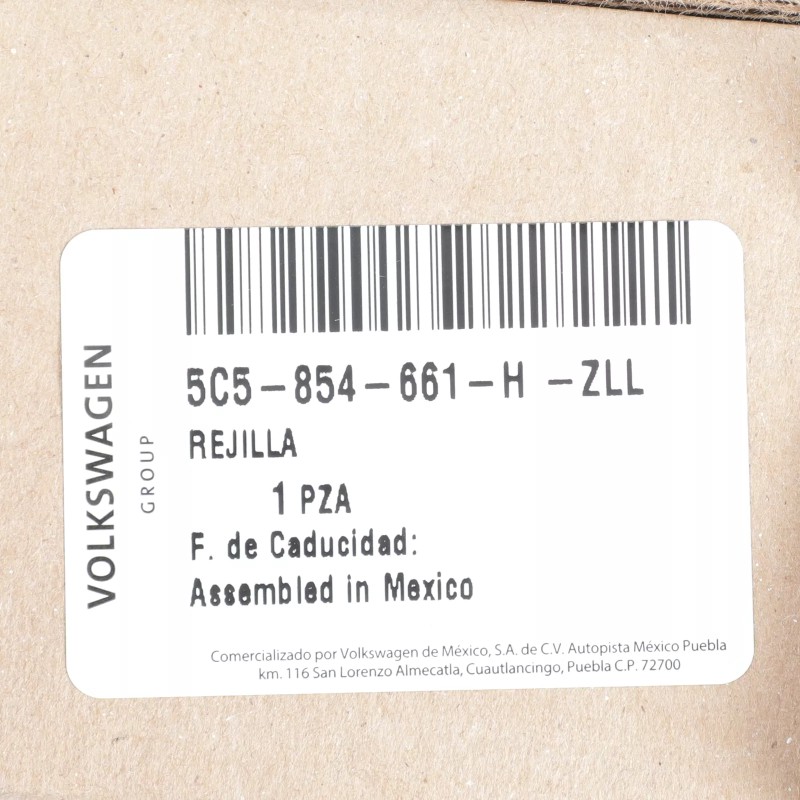 VOLKSWAGEN
GROUP
5C5-854-661-H -ZLL
REJILLA
1 PZA
F. de Caducidad:
Assembled in Mexico
Comercializado por Volkswagen de México, S.A. de C.V. Autopista México Puebla
km. 116 San Lorenzo Almecatla, Cuautlancingo, Puebla C.P. 72700